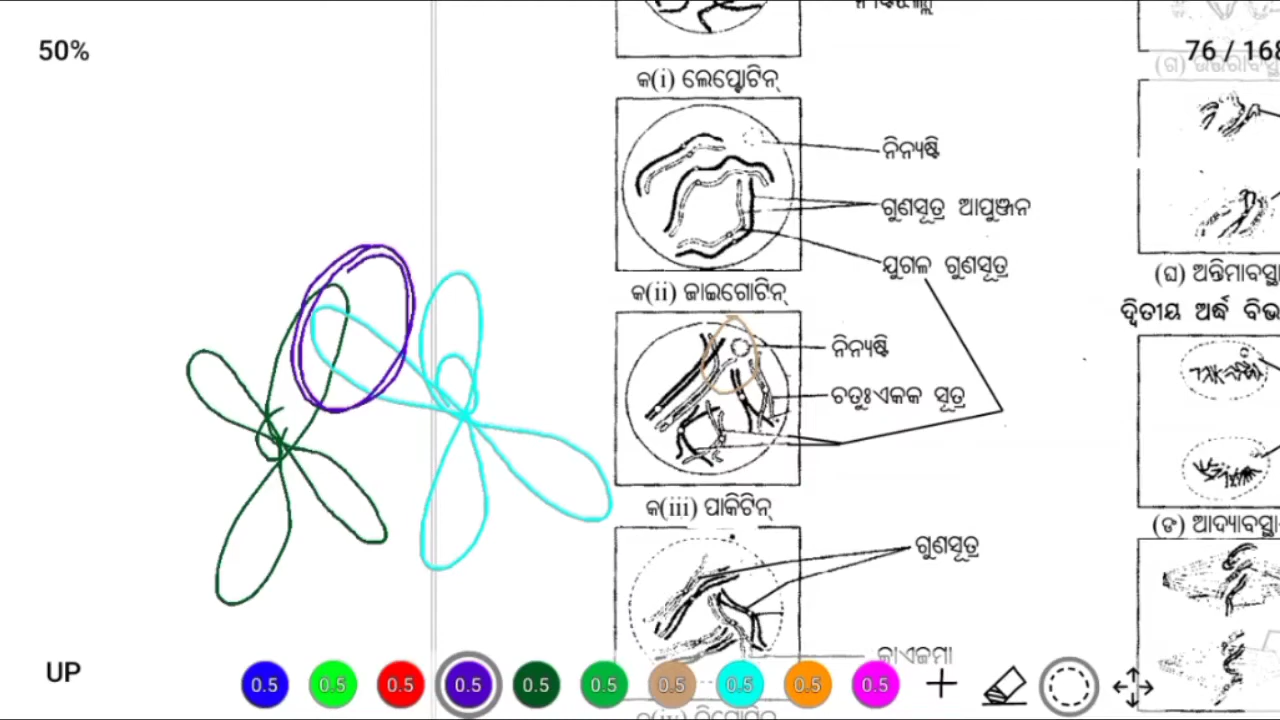 50%
76 / 168
କ(i) ଲେପ୍ଟୋଟିନ୍
ନିନ୍ୟଷ୍ଟି
ଗୁଣସୂତ୍ର ଆପୁଞ୍ଜନ
ଯୁଗଳ ଗୁଣସୂତ୍ର
(ଘ) ଅନ୍ତିମାବସ୍ଥା
କ(ii) ଜାଇଗୋଟିନ୍
ଦ୍ଵିତୀୟ ଅର୍ଦ୍ଧ ବିଭ
ନିନ୍ୟଷ୍ଟି
ଚତୁଃଏକକ ସୂତ୍ର
କ(iii) ପାକିଟିନ୍
(ଙ) ଆଦ୍ୟାବସ୍ଥା
ଗୁଣସୂତ୍ର
କାଏଜମା
UP
0.5 0.5 0.5 0.5 0.5 0.5 0.5 0.5 0.5 0.5